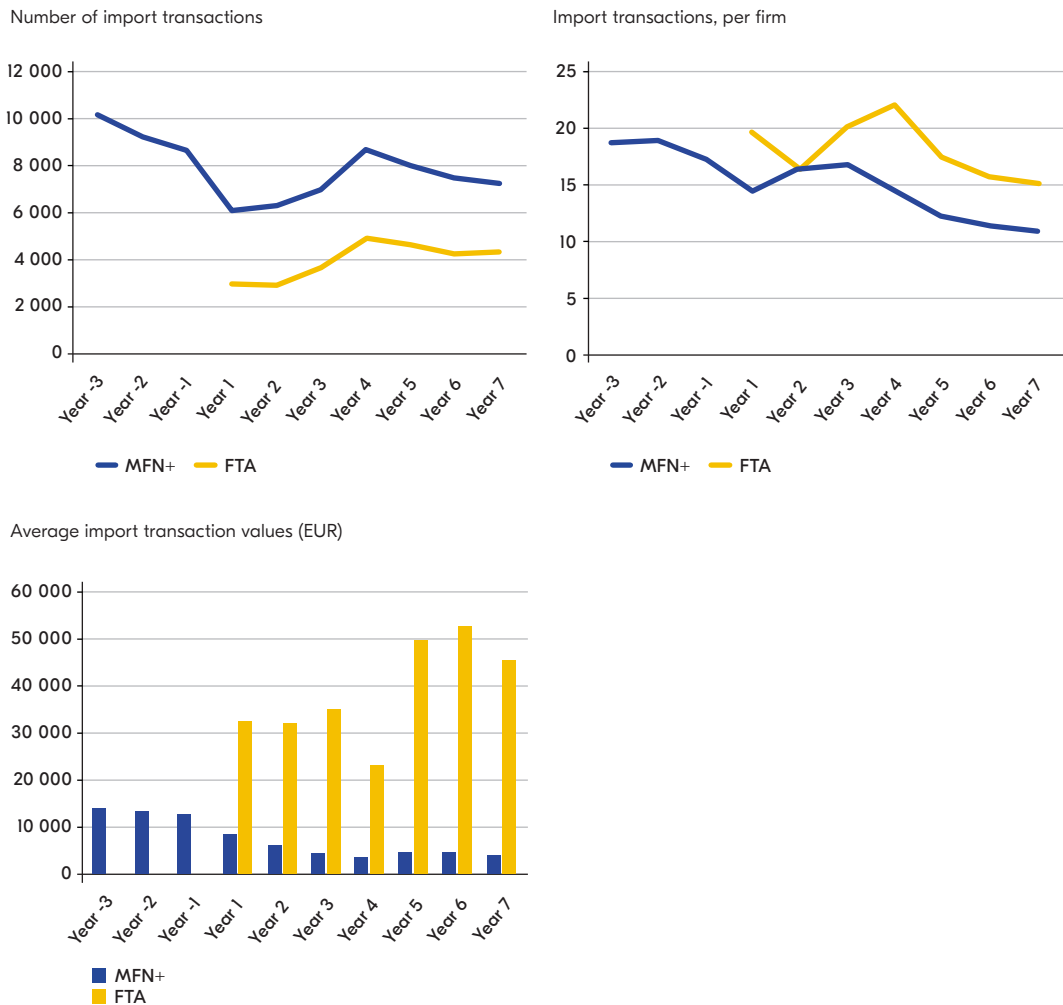 Number of import transactions
12 000
10 000
8 000
6 000
4 000
2 000
0
Year -3
Year -2
Year -1
Year 1
Year 2
Year 3
Year 4
Year 5
Year 6
Year 7
MFN+ FTA
Import transactions, per firm
25
20
15
10
5
0
Year -3
Year -2
Year -1
Year 1
Year 2
Year 3
Year 4
Year 5
Year 6
Year 7
MFN+ FTA
Average import transaction values (EUR)
60 000
50 000
40 000
30 000
20 000
10 000
0
Year -3
Year -2
Year -1
Year 1
Year 2
Year 3
Year 4
Year 5
Year 6
Year 7
MFN+
FTA